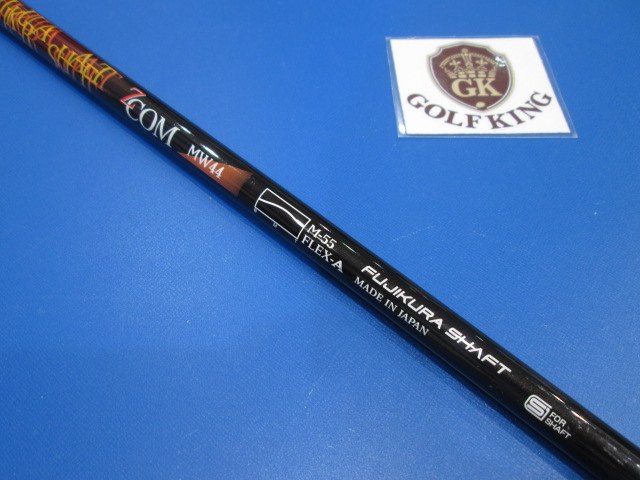 GK
GOLF KING
ZCOM
MW44
M-55
FLEX-A
FUJIKURA SHAFT
MADE IN JAPAN
S FOR
SHAFT